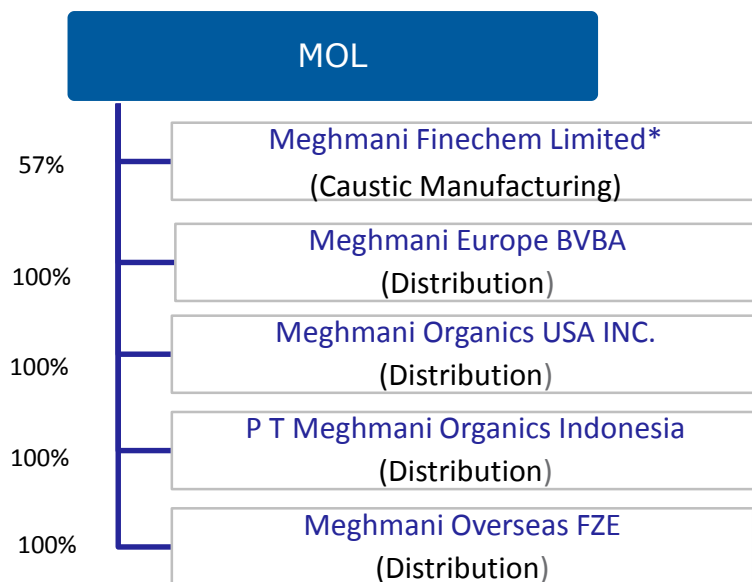 MOL
57%
Meghmani Finechem Limited*
(Caustic Manufacturing)
100%
Meghmani Europe BVBA
(Distribution)
100%
Meghmani Organics USA INC.
(Distribution)
100%
P T Meghmani Organics Indonesia
(Distribution)
100%
Meghmani Overseas FZE
(Distribution)